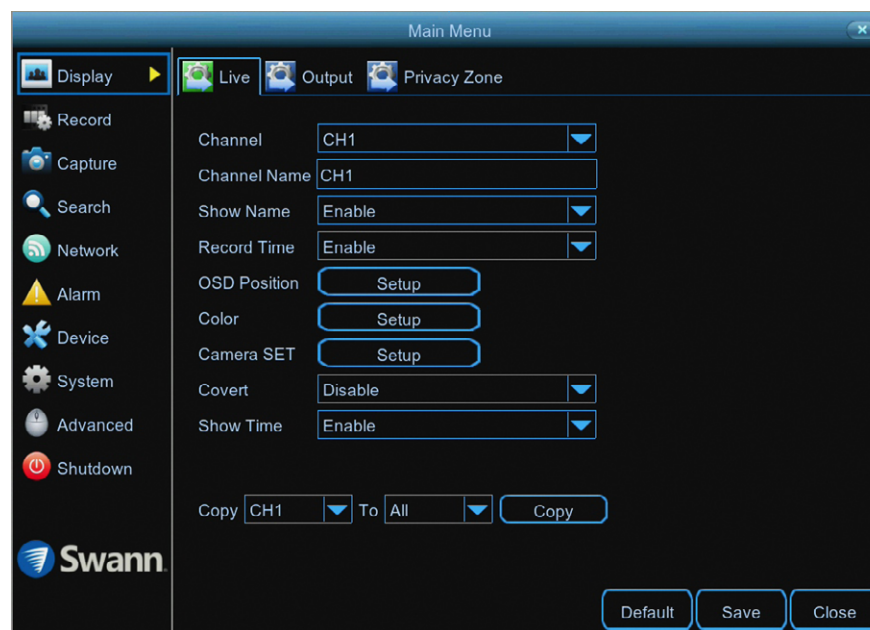 Main Menu
Display
Live
Output
Privacy Zone
Record
Capture
Search
Network
Alarm
Device
System
Advanced
Shutdown
Channel CH1
Channel Name CH1
Show Name Enable
Record Time Enable
OSD Position Setup
Color Setup
Camera SET Setup
Covert Disable
Show Time Enable
Copy CH1 To All Copy
Swann
Default Save Close